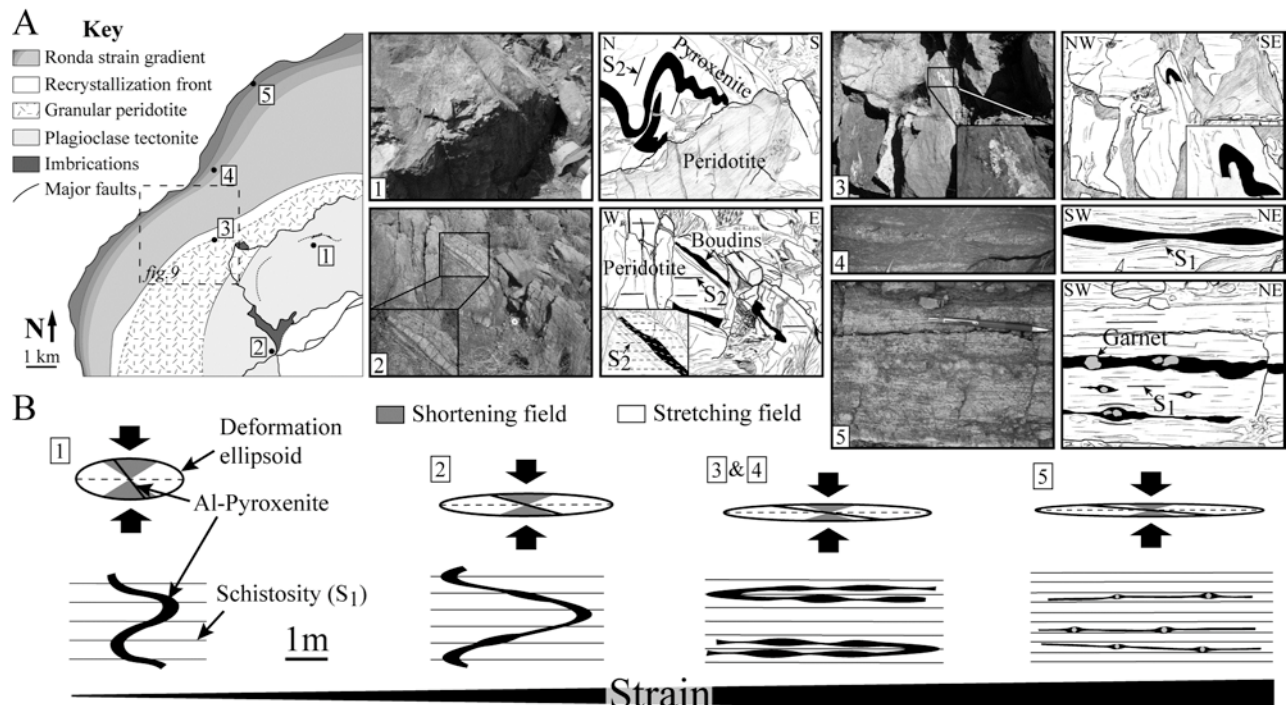 A
Key
Ronda strain gradient
Recrystallization front
Granular peridotite
Plagioclase tectonite
Imbrications
Major faults
5
4
3
1
fig.9
2
N
1 km
1
N
S
S2
Pyroxenite
Peridotite
2
W
E
Boudins
Peridotite
S2
S2
3
NW
SE
4
SW
NE
S1
5
SW
NE
Garnet
S1
B
Shortening field
Stretching field
1
Deformation
ellipsoid
Al-Pyroxenite
Schistosity (S1)
1m
2
3 & 4
5
Strain